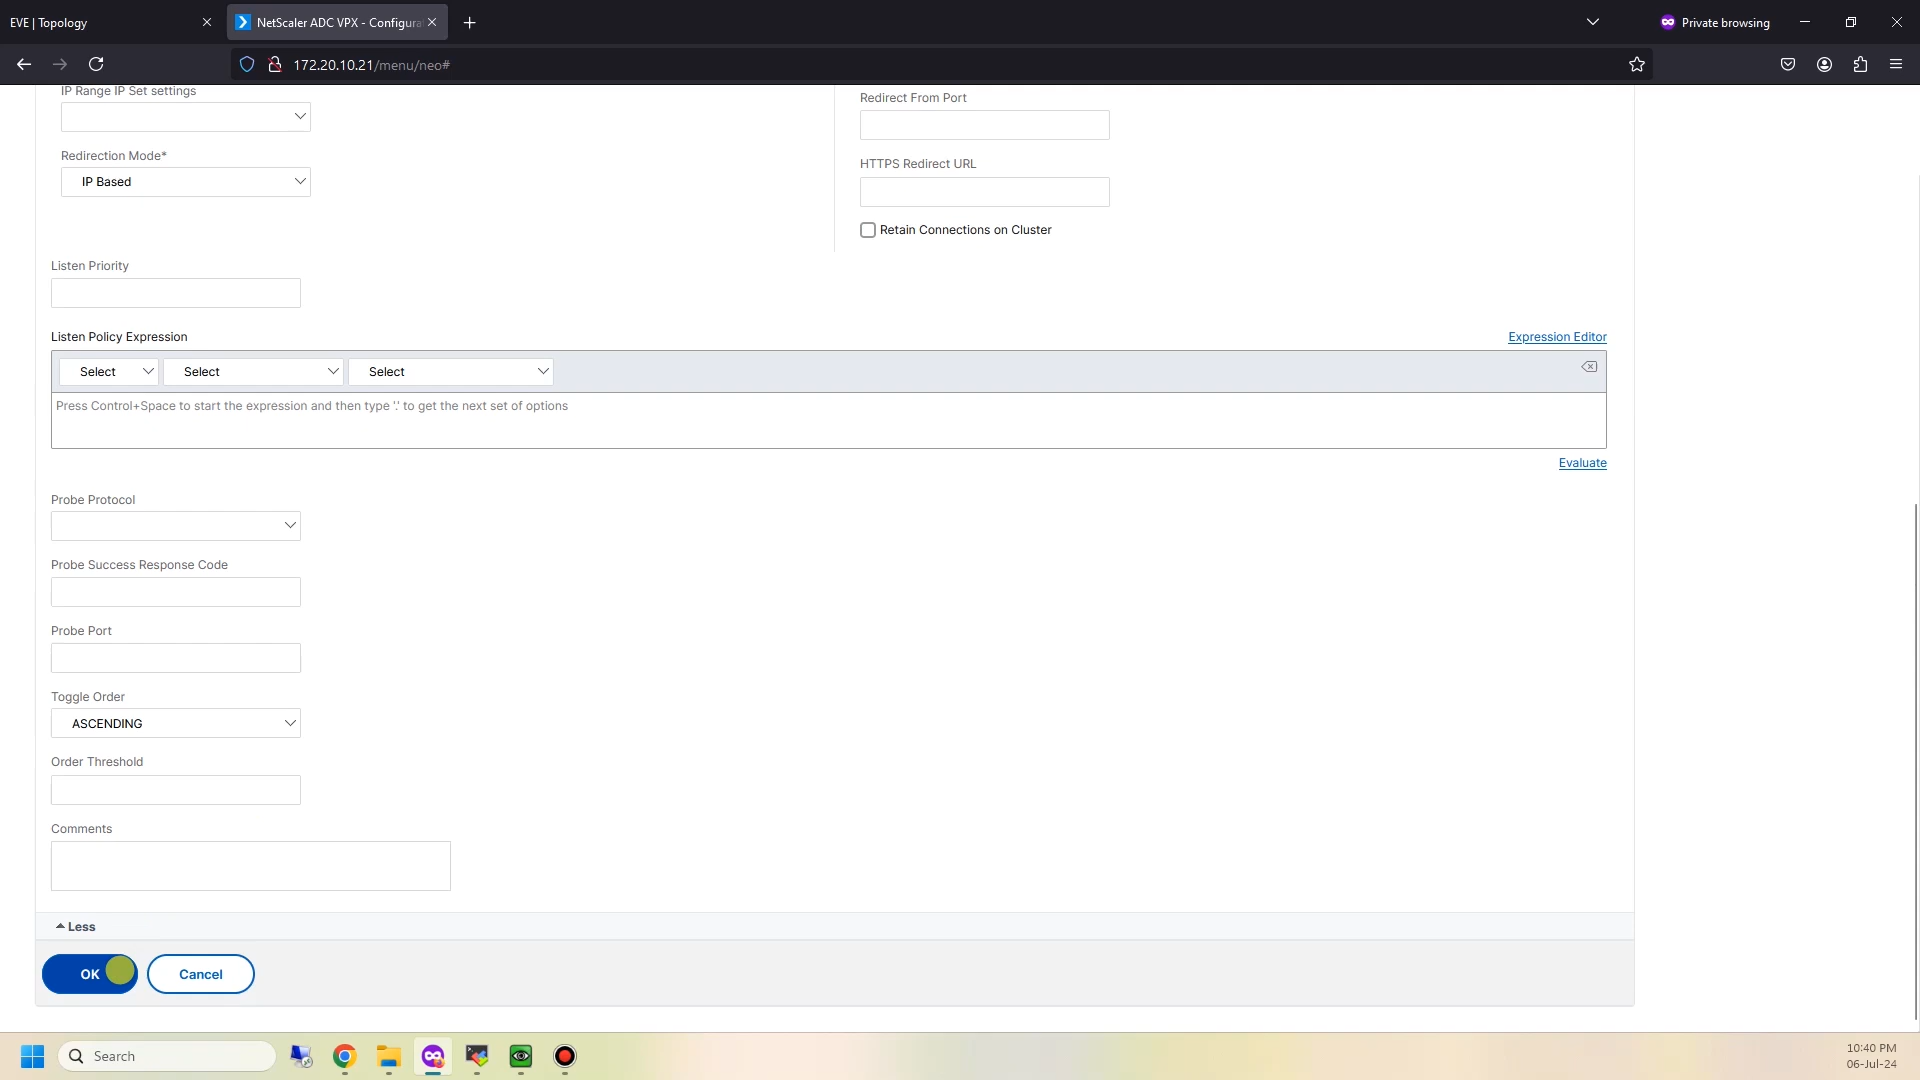 EVE | Topology
NetScaler ADC VPX - Configura
Private browsing
172.20.10.21/menu/neo#
IP Range IP Set settings
Redirection Mode*
IP Based
Redirect From Port
HTTPS Redirect URL
Retain Connections on Cluster
Listen Priority
Listen Policy Expression
Expression Editor
Select
Select
Select
Press Control+Space to start the expression and then type '.' to get the next set of options
Evaluate
Probe Protocol
Probe Success Response Code
Probe Port
Toggle Order
ASCENDING
Order Threshold
Comments
Less
OK
Cancel
Search
10:40 PM
06-Jul-24